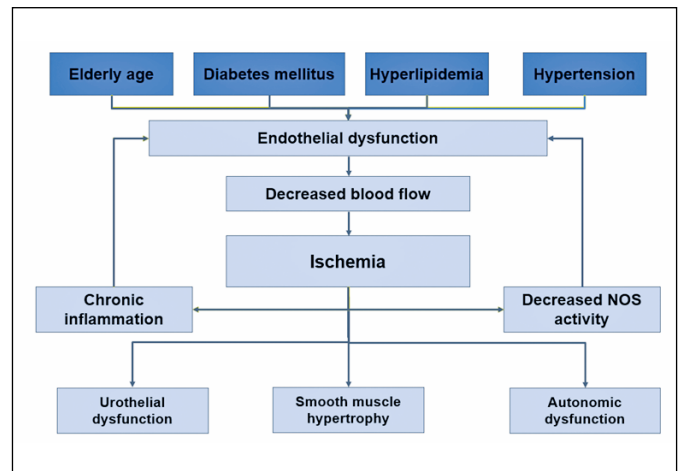 Elderly age
Diabetes mellitus
Hyperlipidemia
Hypertension
Endothelial dysfunction
Decreased blood flow
Ischemia
Chronic
inflammation
Decreased NOS
activity
Urothelial
dysfunction
Smooth muscle
hypertrophy
Autonomic
dysfunction